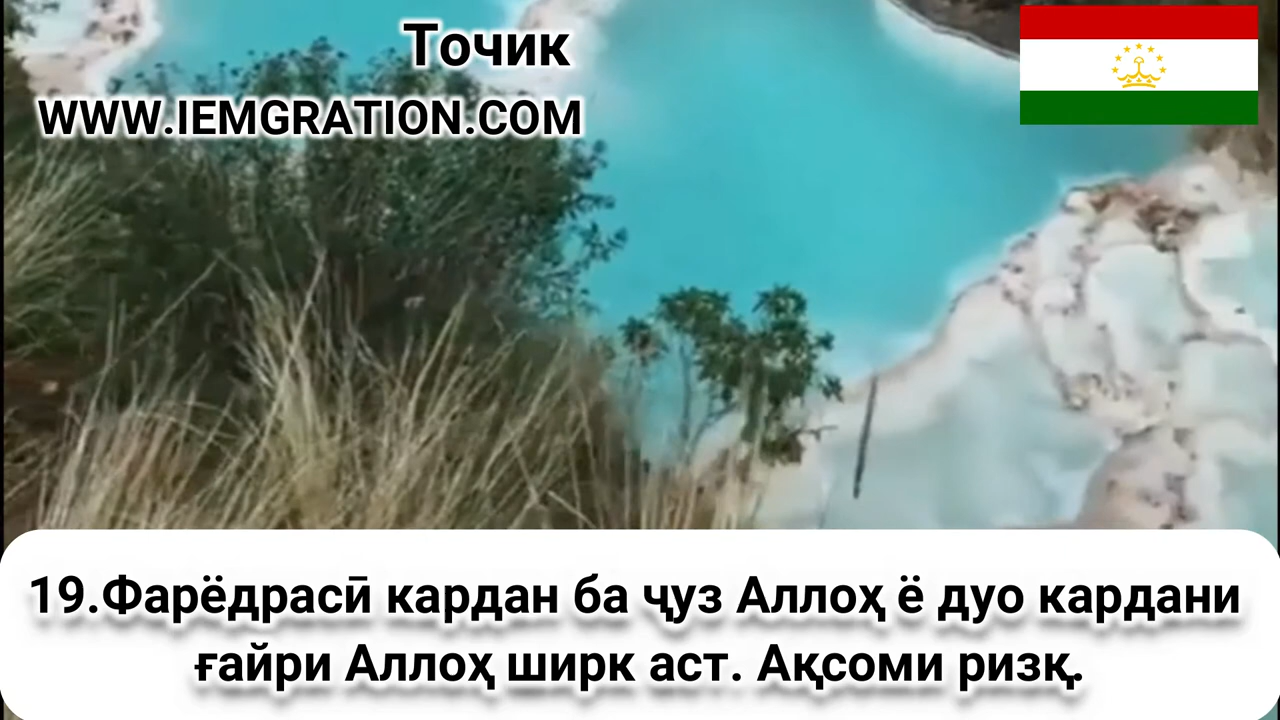 Точик
WWW.IEMGRATION.COM
19.Фарёдрасӣ кардан ба ҷуз Аллоҳ ё дуо кардани
ғайри Аллоҳ ширк аст. Ақсоми ризқ.